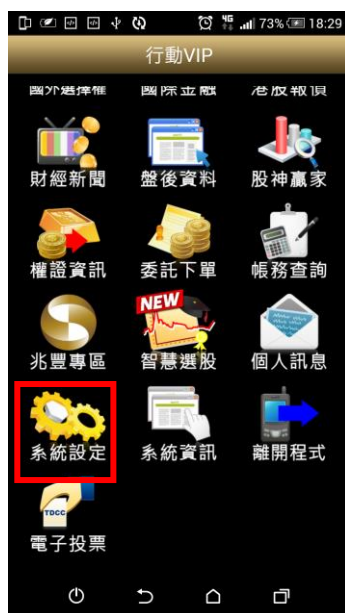 4G 73% 18:29
行動VIP
國外選擇權 國際金融 港股報價
財經新聞 盤後資料 股神贏家
權證資訊 委託下單 帳務查詢
NEW
兆豐專區 智慧選股 個人訊息
系統設定 系統資訊 離開程式
TDCC
電子投票